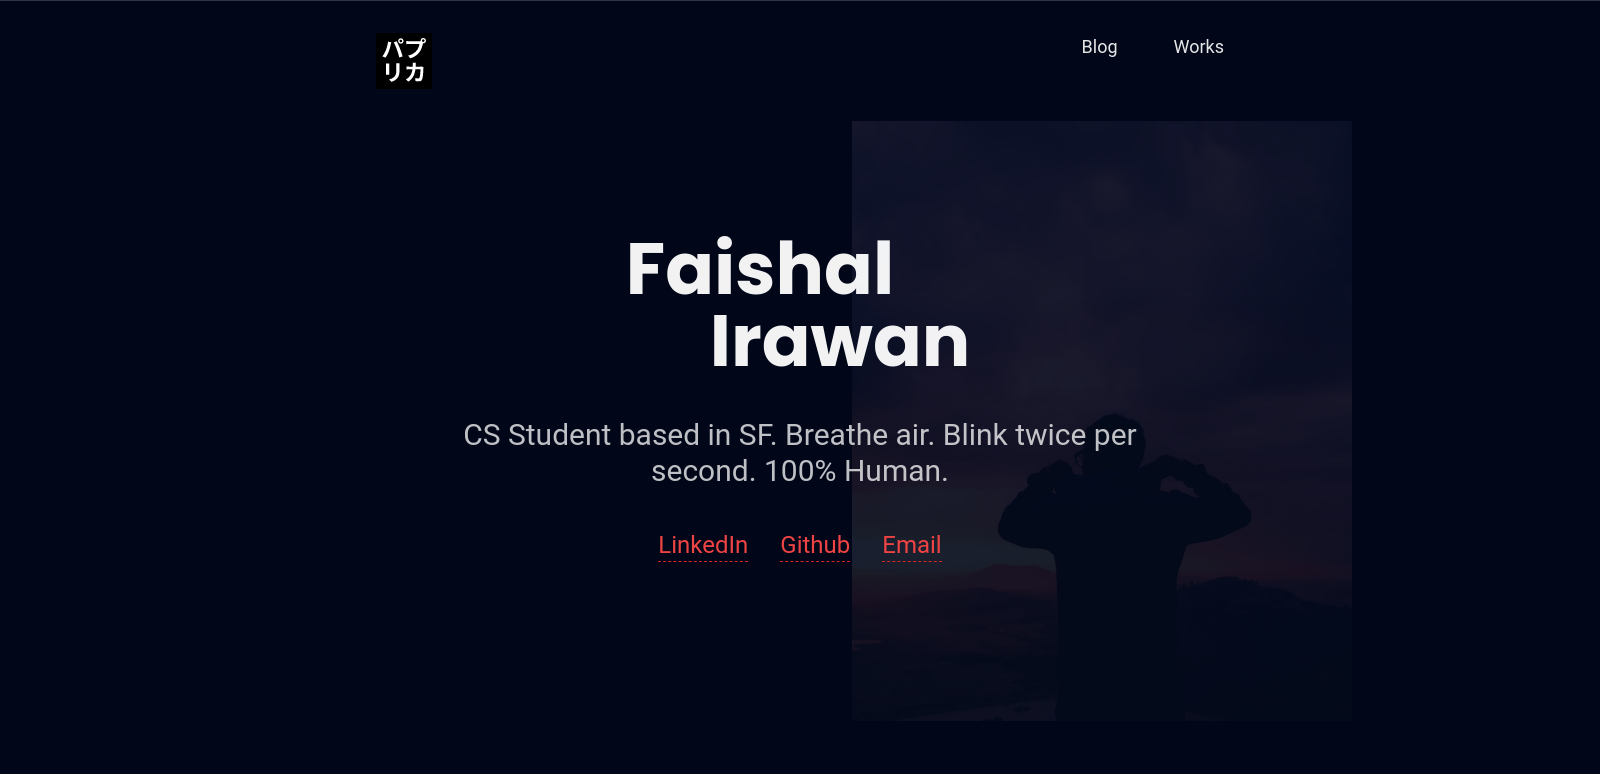 パプ
リカ
Blog
Works
Faishal
Irawan
CS Student based in SF. Breathe air. Blink twice per
second. 100% Human.
LinkedIn
Github
Email